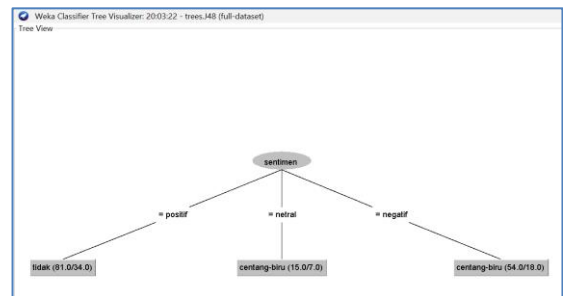 Weka Classifier Tree Visualizer: 20:03:22 - trees.J48 (full-dataset)
Tree View
sentimen
= positif = netral = negatif
tidak (81.0/34.0) centang-biru (15.0/7.0) centang-biru (54.0/18.0)